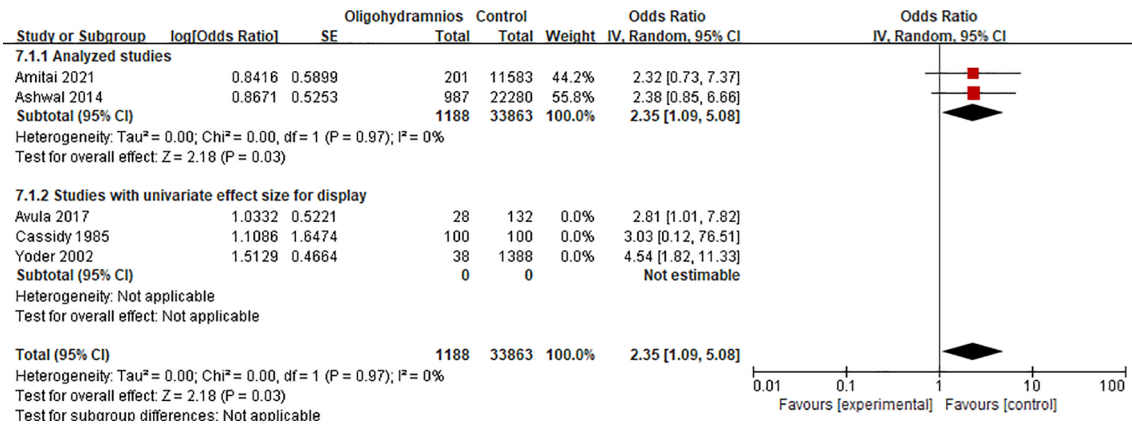 Oligohydramnios Control Odds Ratio Odds Ratio
Study or Subgroup log[Odds Ratio] SE Total Total Weight IV, Random, 95% CI IV, Random, 95% CI
7.1.1 Analyzed studies
Amitai 2021 0.8416 0.5899 201 11583 44.2% 2.32 [0.73, 7.37]
Ashwal 2014 0.8671 0.5253 987 22280 55.8% 2.38 [0.85, 6.66]
Subtotal (95% CI) 1188 33863 100.0% 2.35 [1.09, 5.08]
Heterogeneity: Tau² = 0.00; Chi² = 0.00, df = 1 (P = 0.97); I² = 0%
Test for overall effect: Z = 2.18 (P = 0.03)
7.1.2 Studies with univariate effect size for display
Avula 2017 1.0332 0.5221 28 132 0.0% 2.81 [1.01, 7.82]
Cassidy 1985 1.1086 1.6474 100 100 0.0% 3.03 [0.12, 76.51]
Yoder 2002 1.5129 0.4664 38 1388 0.0% 4.54 [1.82, 11.33]
Subtotal (95% CI) 0 0 Not estimable
Heterogeneity: Not applicable
Test for overall effect: Not applicable
Total (95% CI) 1188 33863 100.0% 2.35 [1.09, 5.08]
Heterogeneity: Tau² = 0.00; Chi² = 0.00, df = 1 (P = 0.97); I² = 0%
Test for overall effect: Z = 2.18 (P = 0.03)
Test for subgroup differences: Not applicable
0.01 0.1 1 10 100
Favours [experimental] Favours [control]